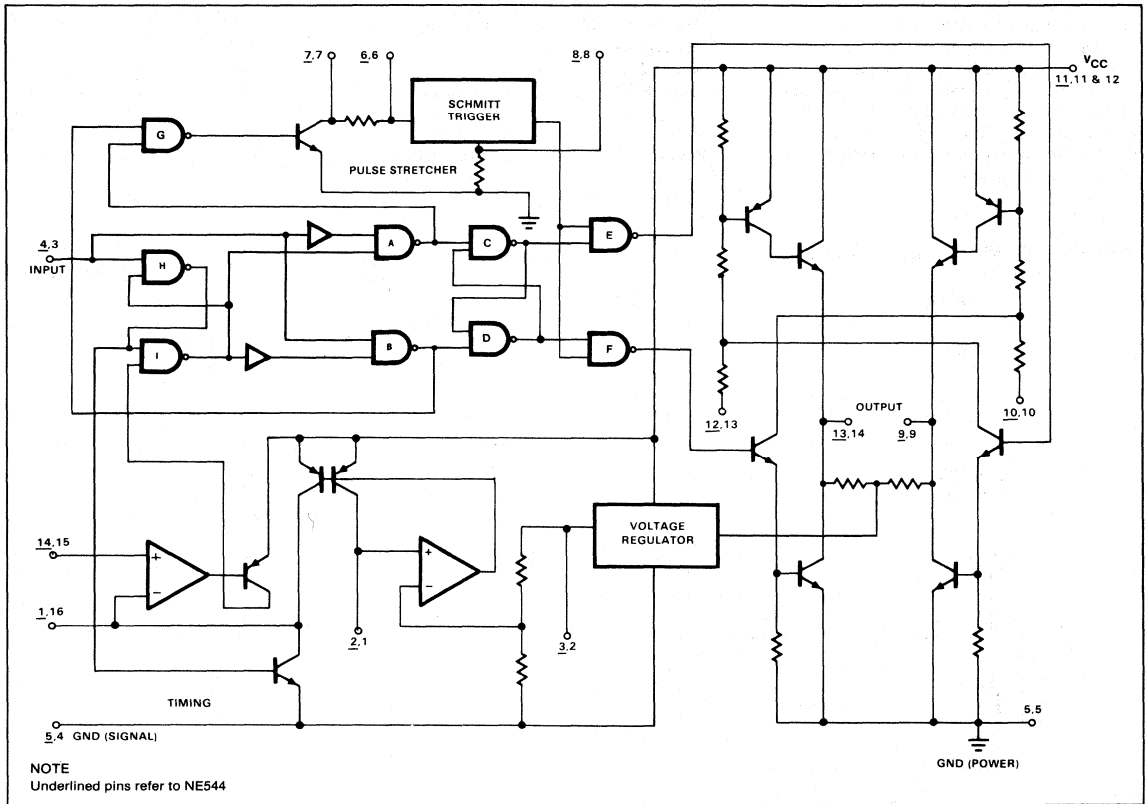 7,7
6,6
8,8
VCC
11,11 & 12
SCHMITT
TRIGGER
G
PULSE STRETCHER
A
C
E
4,3
INPUT
H
I
B
D
F
12,13
OUTPUT
13,14
9,9
10,10
VOLTAGE
REGULATOR
14,15
+
−
+
−
1,16
2,1
3,2
TIMING
5,4 GND (SIGNAL)
5,5
GND (POWER)
NOTE
Underlined pins refer to NE544